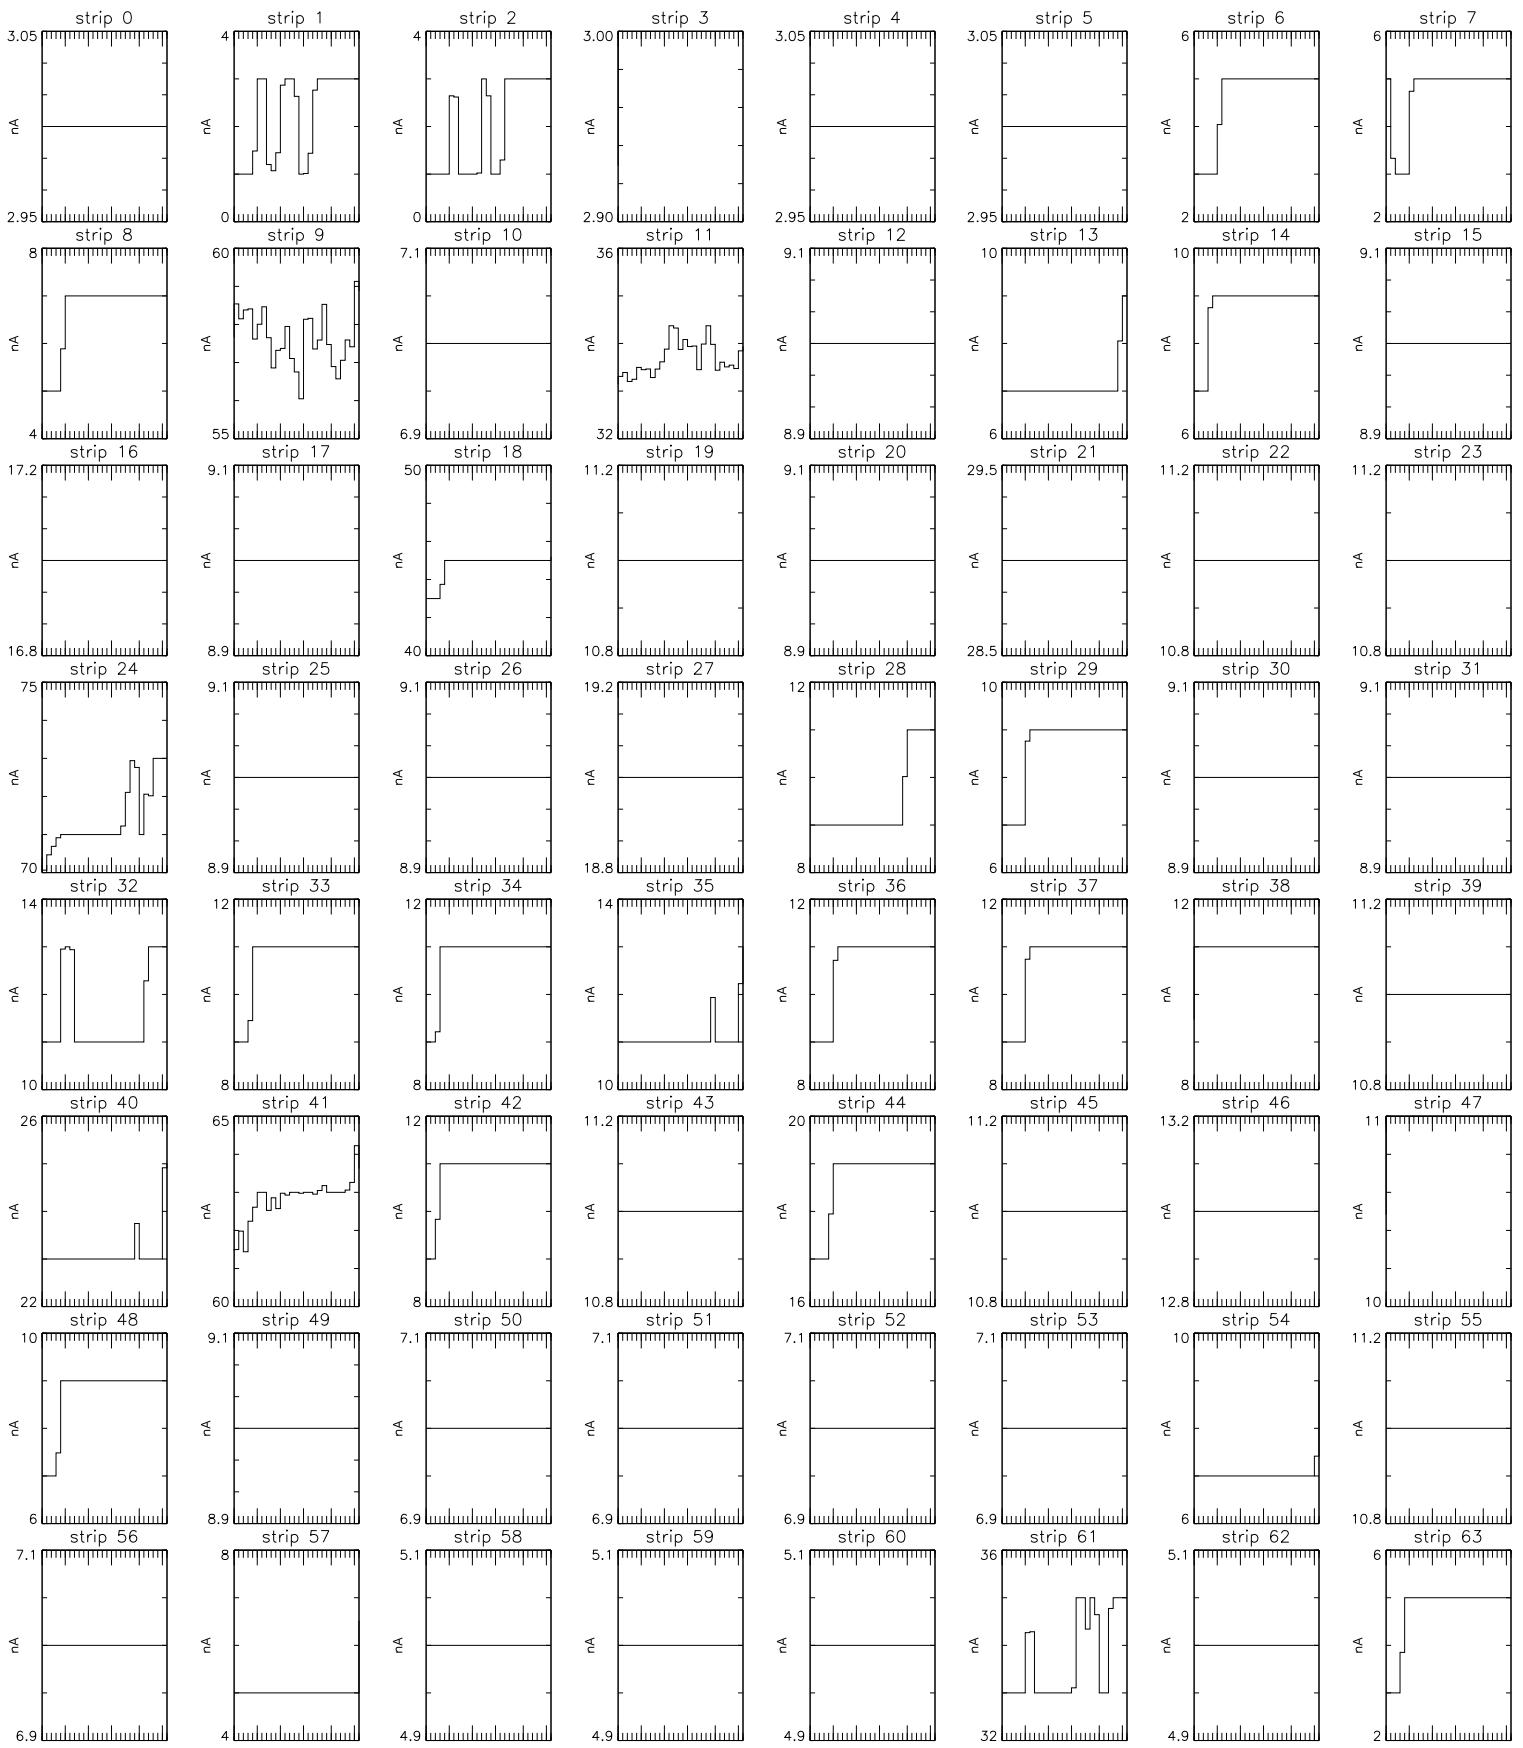 strip 0 strip 1 strip 2 strip 3 strip 4 strip 5 strip 6 strip 7
3.05 4 4 3.00 3.05 3.05 6 6
nA nA nA nA nA nA nA nA
2.95 0 0 2.90 2.95 2.95 2 2
strip 8 strip 9 strip 10 strip 11 strip 12 strip 13 strip 14 strip 15
8 60 7.1 36 9.1 10 10 9.1
nA nA nA nA nA nA nA nA
4 55 6.9 32 8.9 6 6 8.9
strip 16 strip 17 strip 18 strip 19 strip 20 strip 21 strip 22 strip 23
17.2 9.1 50 11.2 9.1 29.5 11.2 11.2
nA nA nA nA nA nA nA nA
16.8 8.9 40 10.8 8.9 28.5 10.8 10.8
strip 24 strip 25 strip 26 strip 27 strip 28 strip 29 strip 30 strip 31
75 9.1 9.1 19.2 12 10 9.1 9.1
nA nA nA nA nA nA nA nA
70 8.9 8.9 18.8 8 6 8.9 8.9
strip 32 strip 33 strip 34 strip 35 strip 36 strip 37 strip 38 strip 39
14 12 12 14 12 12 12 11.2
nA nA nA nA nA nA nA nA
10 8 8 10 8 8 8 10.8
strip 40 strip 41 strip 42 strip 43 strip 44 strip 45 strip 46 strip 47
26 65 12 11.2 20 11.2 13.2 11
nA nA nA nA nA nA nA nA
22 60 8 10.8 16 10.8 12.8 10
strip 48 strip 49 strip 50 strip 51 strip 52 strip 53 strip 54 strip 55
10 9.1 7.1 7.1 7.1 7.1 10 11.2
nA nA nA nA nA nA nA nA
6 8.9 6.9 6.9 6.9 6.9 6 10.8
strip 56 strip 57 strip 58 strip 59 strip 60 strip 61 strip 62 strip 63
7.1 8 5.1 5.1 5.1 36 5.1 6
nA nA nA nA nA nA nA nA
6.9 4 4.9 4.9 4.9 32 4.9 2